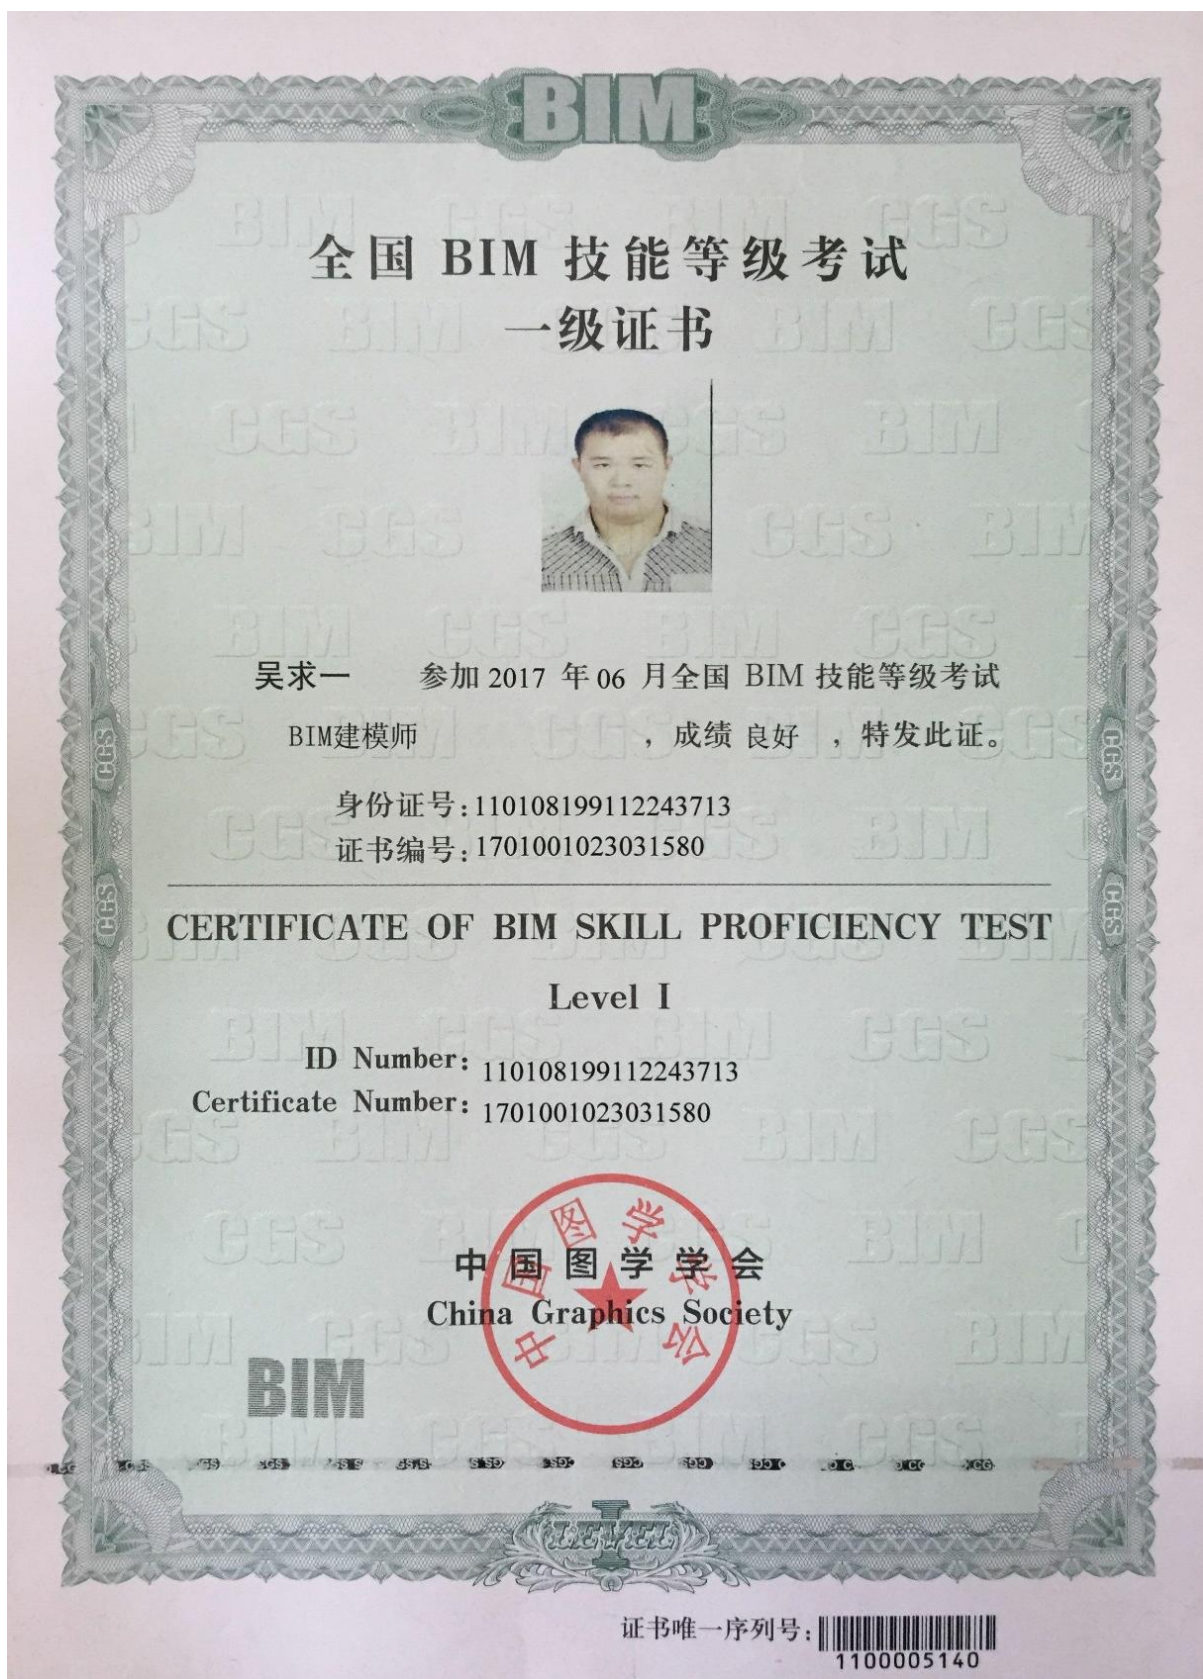 BIM
全国 BIM 技能等级考试
一级证书
吴求一 参加 2017 年 06 月全国 BIM 技能等级考试
BIM建模师 ，成绩 良好 ，特发此证。
身份证号：110108199112243713
证书编号：1701001023031580
CERTIFICATE OF BIM SKILL PROFICIENCY TEST
Level I
ID Number: 110108199112243713
Certificate Number: 1701001023031580
中国图学学会
China Graphics Society
中国图学学会
BIM
I
LEVEL
证书唯一序列号：
1100005140